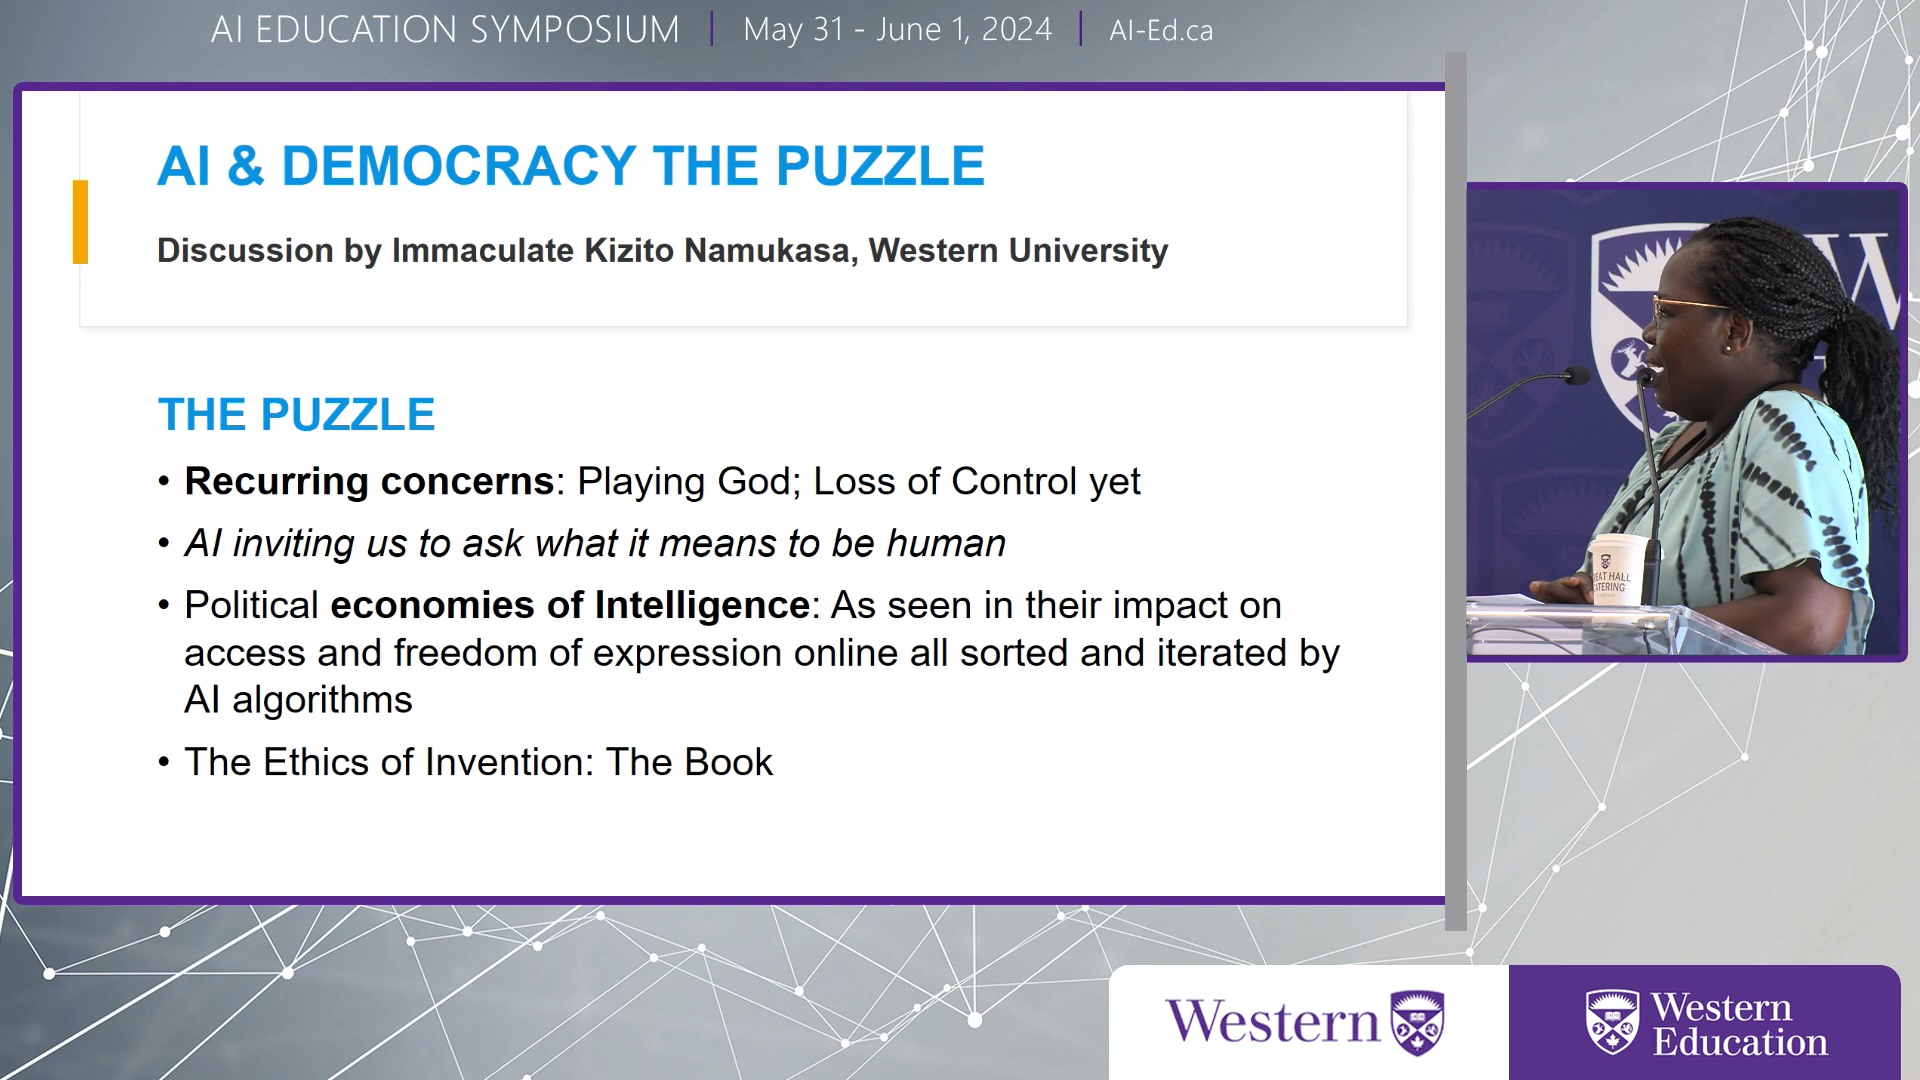 AI EDUCATION SYMPOSIUM | May 31 - June 1, 2024 | AI-Ed.ca
AI & DEMOCRACY THE PUZZLE
Discussion by Immaculate Kizito Namukasa, Western University
THE PUZZLE
• Recurring concerns: Playing God; Loss of Control yet
• AI inviting us to ask what it means to be human
• Political economies of Intelligence: As seen in their impact on
access and freedom of expression online all sorted and iterated by
AI algorithms
• The Ethics of Invention: The Book
W
Western
Western
Education